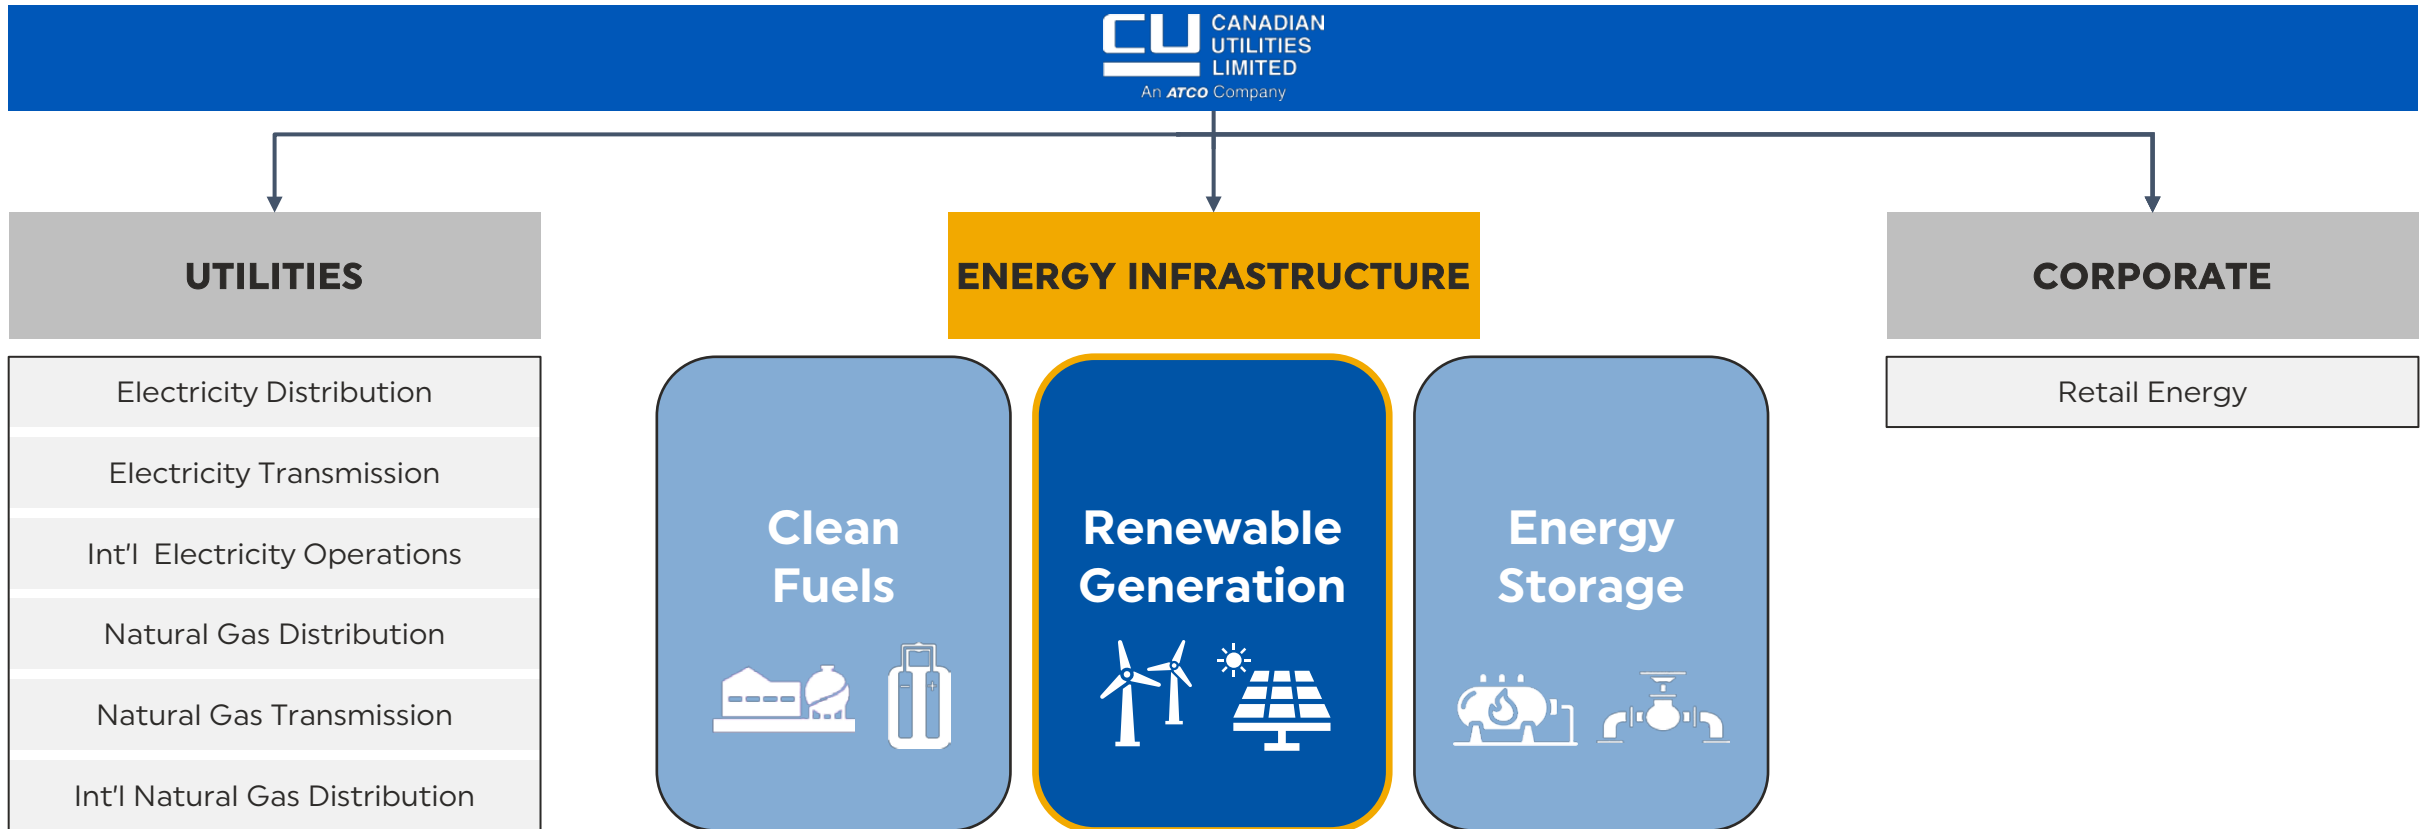 CU
CANADIAN
UTILITIES
LIMITED
An ATCO Company
UTILITIES
Electricity Distribution
Electricity Transmission
Int'l Electricity Operations
Natural Gas Distribution
Natural Gas Transmission
Int'l Natural Gas Distribution
ENERGY INFRASTRUCTURE
Clean
Fuels
Renewable
Generation
Energy
Storage
CORPORATE
Retail Energy